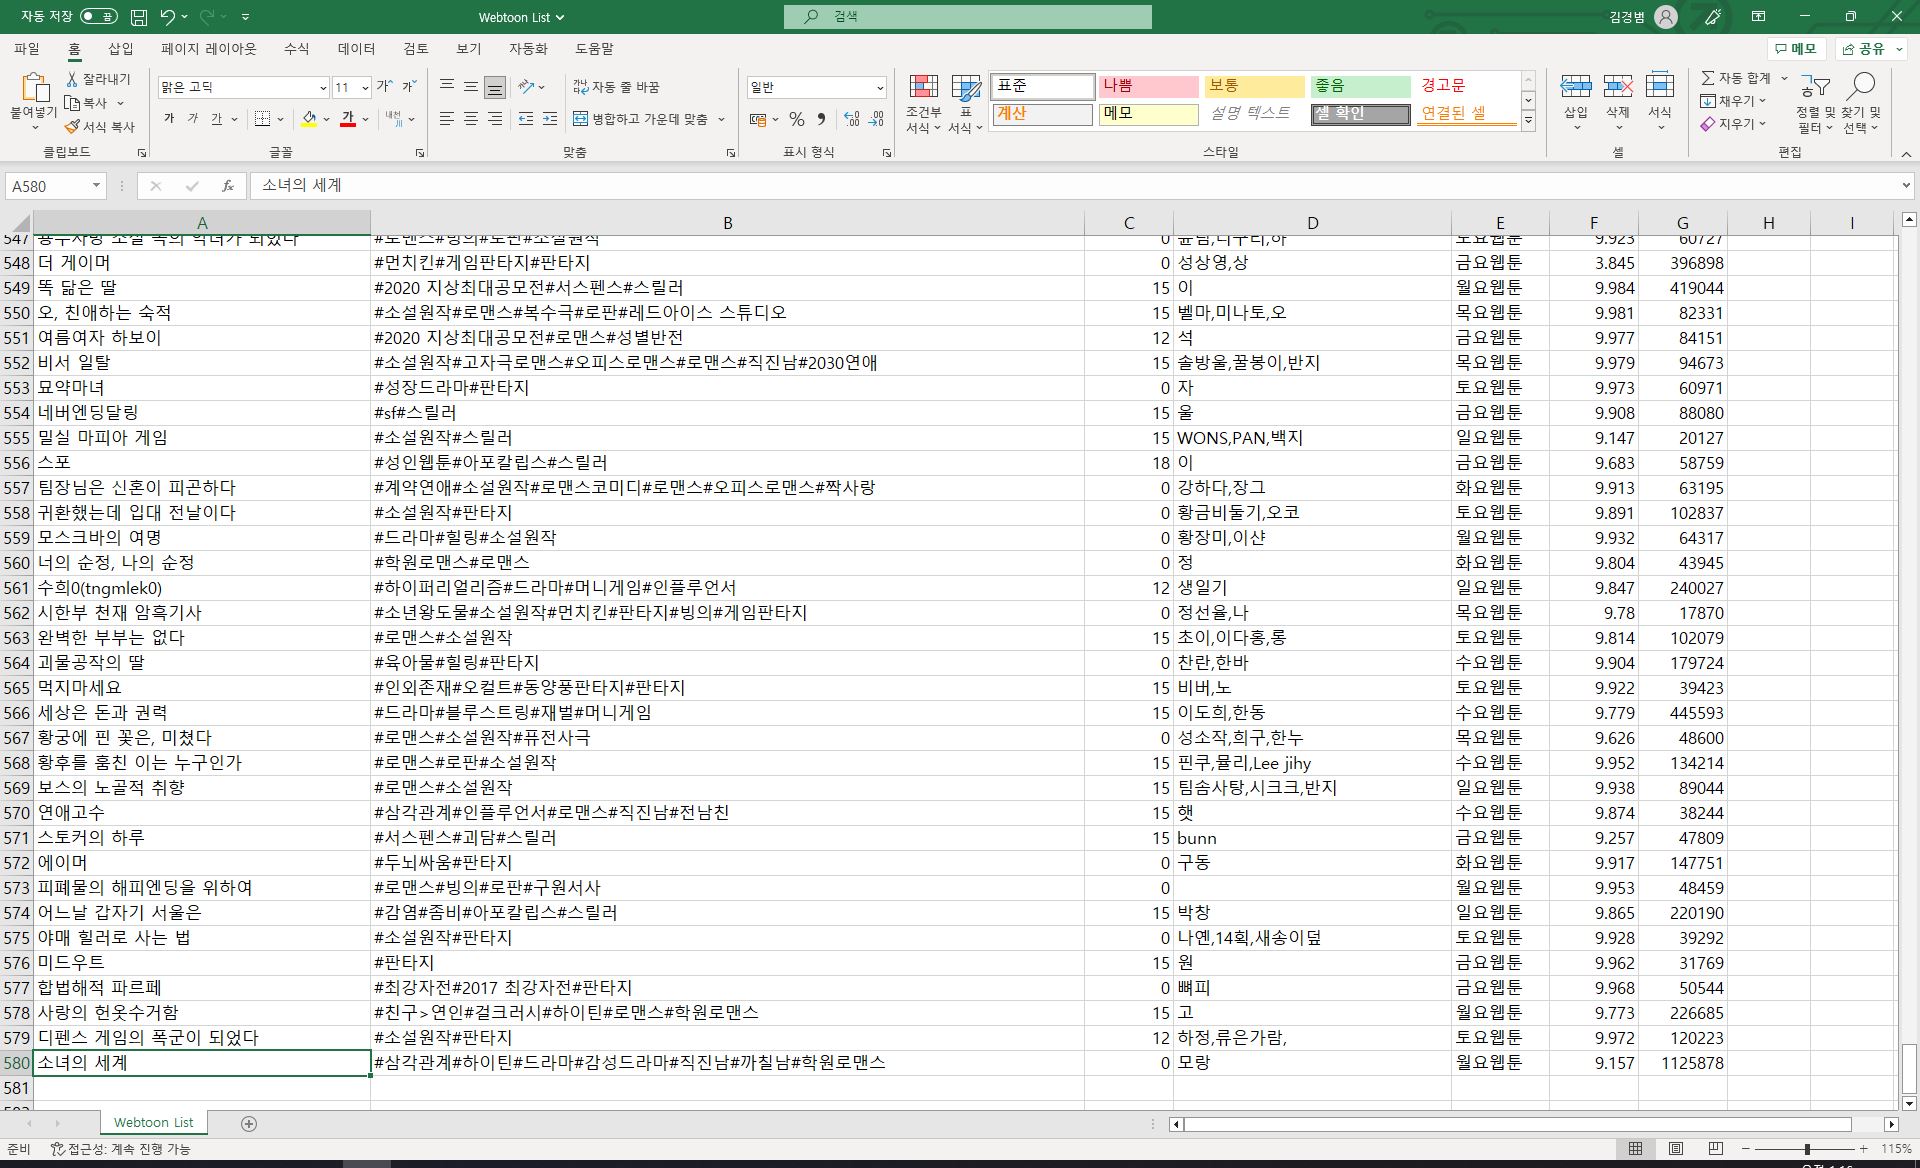 자동 저장 끔 Webtoon List 검색 김경범
파일 홈 삽입 페이지 레이아웃 수식 데이터 검토 보기 자동화 도움말 메모 공유
붙여넣기 잘라내기 복사 서식 복사 클립보드
맑은 고딕 11 가 가 가 가 가 가 내천 글꼴
가나 자동 줄 바꿈 병합하고 가운데 맞춤 맞춤
일반 % 표시 형식
조건부 서식 표 서식 표준 나쁨 보통 좋음 경고문
계산 메모 설명 텍스트 셀 확인 연결된 셀 스타일
삽입 삭제 서식 셀
자동 합계 채우기 지우기 정렬 및 필터 찾기 및 선택 편집
A580 fx 소녀의 세계
A B C D E F G H I
547 #로맨스#빙의#로판#소설원작 0 토요웹툰 9.923 60727
548 더 게이머 #먼치킨#게임판타지#판타지 0 성상영,상 금요웹툰 3.845 396898
549 똑 닮은 딸 #2020 지상최대공모전#서스펜스#스릴러 15 이 월요웹툰 9.984 419044
550 오, 친애하는 숙적 #소설원작#로맨스#복수극#로판#레드아이스 스튜디오 15 벨마,미나토,오 목요웹툰 9.981 82331
551 여름여자 하보이 #2020 지상최대공모전#로맨스#성별반전 12 석 금요웹툰 9.977 84151
552 비서 일탈 #소설원작#고자극로맨스#오피스로맨스#로맨스#직진남#2030연애 15 솔방울,꿀봉이,반지 목요웹툰 9.979 94673
553 묘약마녀 #성장드라마#판타지 0 자 토요웹툰 9.973 60971
554 네버엔딩달링 #sf#스릴러 15 울 금요웹툰 9.908 88080
555 밀실 마피아 게임 #소설원작#스릴러 15 WONS,PAN,백지 일요웹툰 9.147 20127
556 스포 #성인웹툰#아포칼립스#스릴러 18 이 금요웹툰 9.683 58759
557 팀장님은 신혼이 피곤하다 #계약연애#소설원작#로맨스코미디#로맨스#오피스로맨스#짝사랑 0 강하다,장그 화요웹툰 9.913 63195
558 귀환했는데 입대 전날이다 #소설원작#판타지 0 황금비둘기,오코 토요웹툰 9.891 102837
559 모스크바의 여명 #드라마#힐링#소설원작 0 황장미,이샨 월요웹툰 9.932 64317
560 너의 순정, 나의 순정 #학원로맨스#로맨스 0 정 화요웹툰 9.804 43945
561 수희0(tngmlek0) #하이퍼리얼리즘#드라마#머니게임#인플루언서 12 생일기 일요웹툰 9.847 240027
562 시한부 천재 암흑기사 #소년왕도물#소설원작#먼치킨#판타지#빙의#게임판타지 0 정선율,나 목요웹툰 9.78 17870
563 완벽한 부부는 없다 #로맨스#소설원작 15 초이,이다홍,롱 토요웹툰 9.814 102079
564 괴물공작의 딸 #육아물#힐링#판타지 0 찬란,한바 수요웹툰 9.904 179724
565 먹지마세요 #인외존재#오컬트#동양풍판타지#판타지 15 비버,노 토요웹툰 9.922 39423
566 세상은 돈과 권력 #드라마#블루스트링#재벌#머니게임 15 이도희,한동 수요웹툰 9.779 445593
567 황궁에 핀 꽃은, 미쳤다 #로맨스#소설원작#퓨전사극 0 성소작,희구,한누 목요웹툰 9.626 48600
568 황후를 훔친 이는 누구인가 #로맨스#로판#소설원작 15 핀쿠,뮬리,Lee jihy 수요웹툰 9.952 134214
569 보스의 노골적 취향 #로맨스#소설원작 15 팀솜사탕,시크크,반지 일요웹툰 9.938 89044
570 연애고수 #삼각관계#인플루언서#로맨스#직진남#전남친 15 햇 수요웹툰 9.874 38244
571 스토커의 하루 #서스펜스#괴담#스릴러 15 bunn 금요웹툰 9.257 47809
572 에이머 #두뇌싸움#판타지 0 구동 화요웹툰 9.917 147751
573 피폐물의 해피엔딩을 위하여 #로맨스#빙의#로판#구원서사 0 월요웹툰 9.953 48459
574 어느날 갑자기 서울은 #감염#좀비#아포칼립스#스릴러 15 박창 일요웹툰 9.865 220190
575 야매 힐러로 사는 법 #소설원작#판타지 0 나옌,14획,새송이덮 토요웹툰 9.928 39292
576 미드우트 #판타지 15 원 금요웹툰 9.962 31769
577 합법해적 파르페 #최강자전#2017 최강자전#판타지 0 뼈피 금요웹툰 9.968 50544
578 사랑의 헌옷수거함 #친구>연인#걸크러시#하이틴#로맨스#학원로맨스 15 고 월요웹툰 9.773 226685
579 디펜스 게임의 폭군이 되었다 #소설원작#판타지 12 하정,류은가람, 토요웹툰 9.972 120223
580 소녀의 세계 #삼각관계#하이틴#드라마#감성드라마#직진남#까칠남#학원로맨스 0 모랑 월요웹툰 9.157 1125878
581
Webtoon List
준비 접근성: 계속 진행 가능 115%